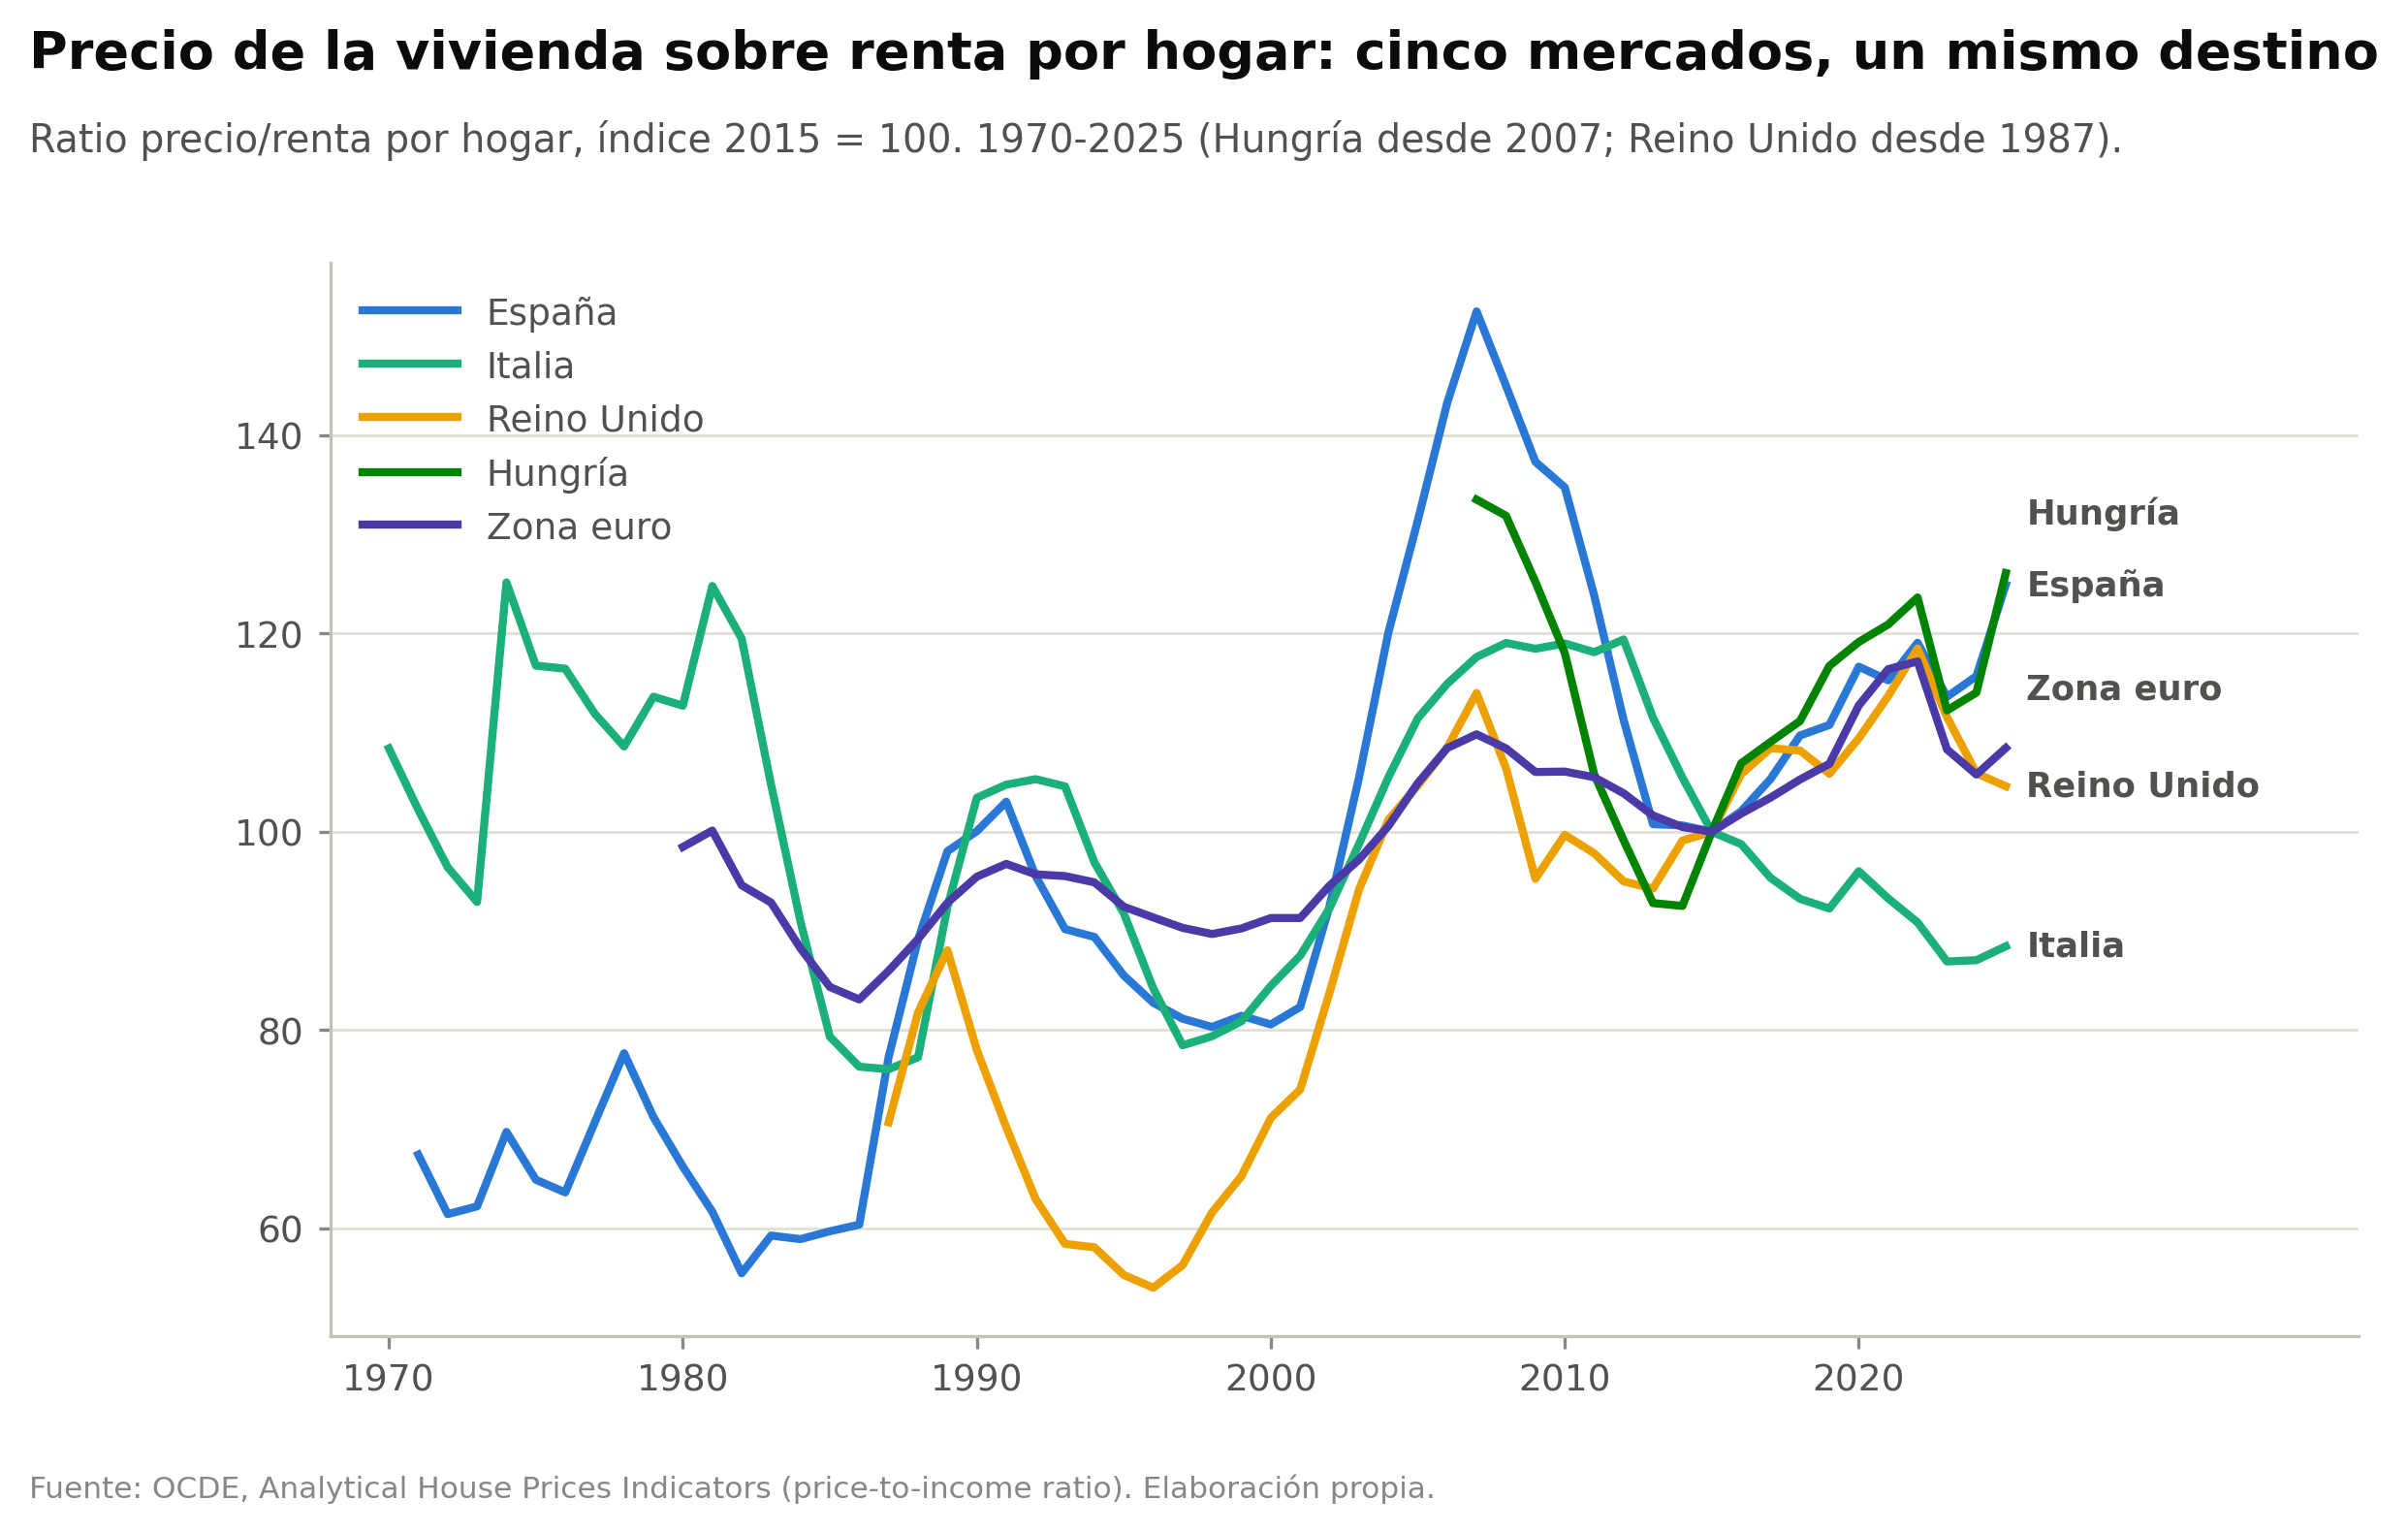 Precio de la vivienda sobre renta por hogar: cinco mercados, un mismo destino
Ratio precio/renta por hogar, índice 2015 = 100. 1970-2025 (Hungría desde 2007; Reino Unido desde 1987).
España
Italia
Reino Unido
Hungría
Zona euro
140
120
100
80
60
Hungría
España
Zona euro
Reino Unido
Italia
1970 1980 1990 2000 2010 2020
Fuente: OCDE, Analytical House Prices Indicators (price-to-income ratio). Elaboración propia.